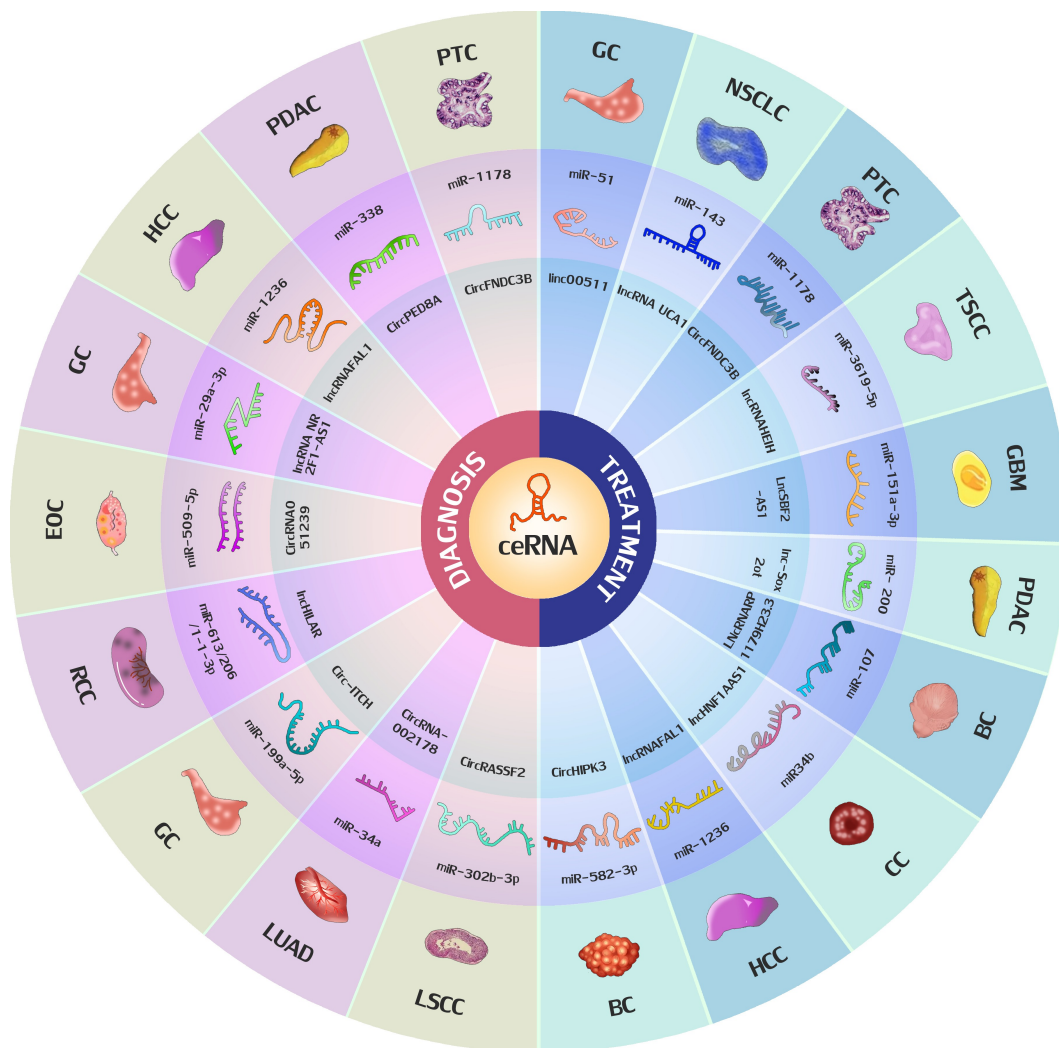 DIAGNOSIS
TREATMENT
ceRNA
GC
miR-51
linc00511
NSCLC
miR-143
lncRNA UCA1
PTC
miR-1178
CircFNDC3B
TSCC
miR-3619-5p
lncRNAHEIH
GBM
miR-151a-3p
LncSBF2
-AS1
PDAC
miR- 200
lnc-Sox
2ot
BC
miR-107
LNcRNARP
1179H23.3
CC
miR34b
lncHNF1AAS1
HCC
miR-1236
lncRNAFAL1
BC
miR-582-3p
CircHIPK3
LSCC
miR-302b-3p
CircRASSF2
LUAD
miR-34a
CircRNA-
002178
GC
miR-199a-5p
Circ-ITCH
RCC
miR-613/206
/1-1-3p
lncHILAR
EOC
miR-509-5p
CircRNA0
51239
GC
miR-29a-3p
lncRNA NR
2F1-AS1
HCC
miR-1236
lncRNAFAL1
PDAC
miR-338
CircPED8A
PTC
miR-1178
CircFNDC3B